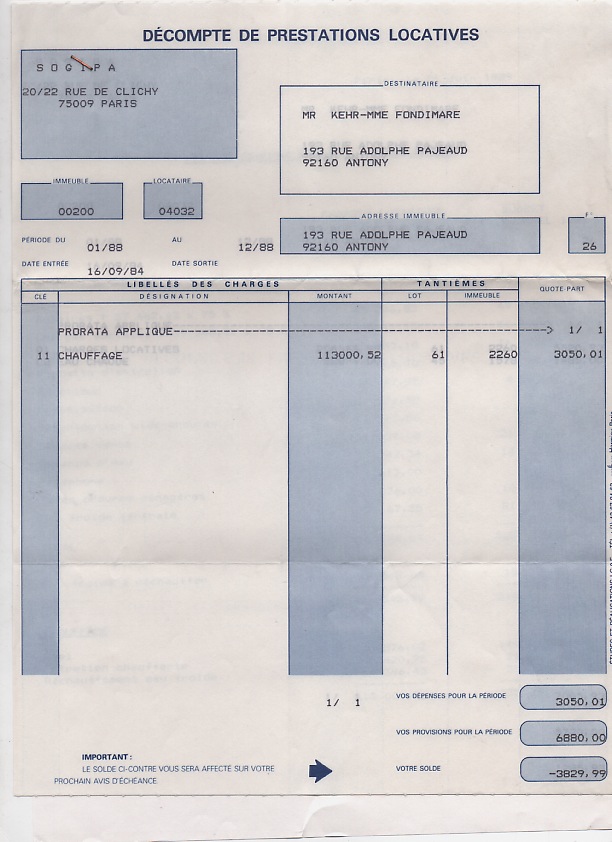 DÉCOMPTE DE PRESTATIONS LOCATIVES
SOGIPA
20/22 RUE DE CLICHY
75009 PARIS
DESTINATAIRE
MR KEHR-MME FONDIMARE
193 RUE ADOLPHE PAJEAUD
92160 ANTONY
IMMEUBLE
LOCATAIRE
00200
04032
ADRESSE IMMEUBLE
193 RUE ADOLPHE PAJEAUD
92160 ANTONY
F°
26
PÉRIODE DU 01/88 AU 12/88
DATE ENTRÉE 16/09/84 DATE SORTIE
LIBELLÉS DES CHARGES TANTIÈMES QUOTE-PART
CLÉ DÉSIGNATION MONTANT LOT IMMEUBLE
PRORATA APPLIQUE-----------------------------------------------> 1/ 1
11 CHAUFFAGE 113000,52 61 2260 3050,01
1/ 1 VOS DÉPENSES POUR LA PÉRIODE 3050,01
VOS PROVISIONS POUR LA PÉRIODE 6880,00
IMPORTANT :
LE SOLDE CI-CONTRE VOUS SERA AFFECTÉ SUR VOTRE
PROCHAIN AVIS D'ÉCHÉANCE
VOTRE SOLDE -3829,99